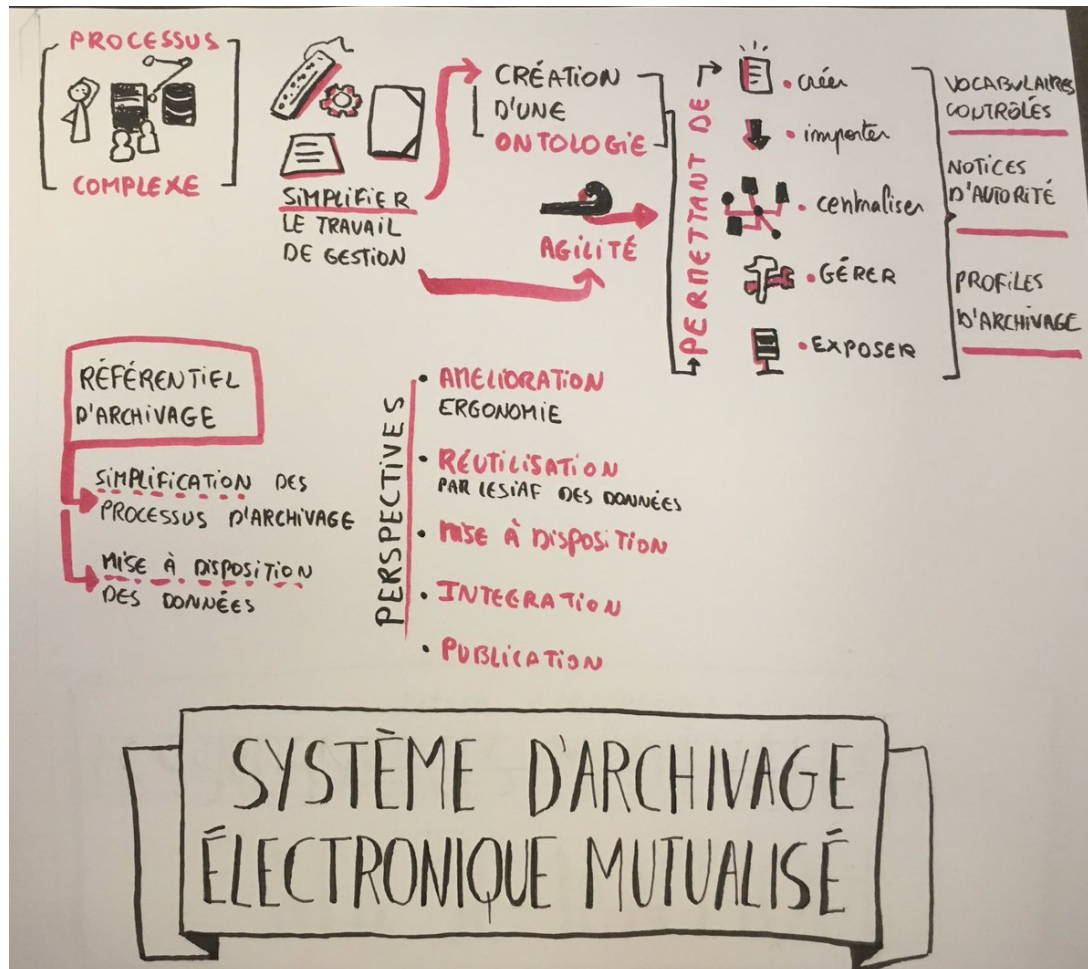 PROCESSUS
COMPLEXE
SIMPLIFIER
LE TRAVAIL
DE GESTION
CRÉATION
D'UNE
ONTOLOGIE
AGILITÉ
PERMETTANT DE
• créer
• importer
• centraliser
• GÉRER
• EXPOSER
VOCABULAIRES
CONTRÔLÉS
NOTICES
D'AUTORITÉ
PROFILES
D'ARCHIVAGE
RÉFÉRENTIEL
D'ARCHIVAGE
SIMPLIFICATION DES
PROCESSUS D'ARCHIVAGE
MISE À DISPOSITION
DES DONNÉES
PERSPECTIVES
• AMELIORATION
ERGONOMIE
• RÉUTILISATION
PAR LESIAF DES DONNÉES
• MISE À DISPOSITION
• INTEGRATION
• PUBLICATION
SYSTÈME D'ARCHIVAGE
ÉLECTRONIQUE MUTUALISÉ